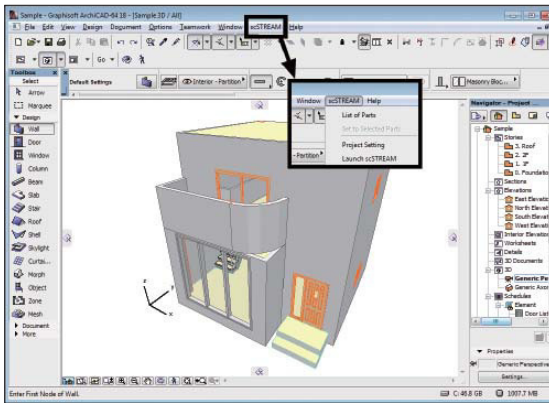 Sample - Graphisoft ArchiCAD-64 18 - [Sample:3D / All]
File Edit View Design Document Options Teamwork Window scSTREAM Help
Go
Toolbox
Select
Arrow
Marquee
Design
Wall
Door
Window
Column
Beam
Slab
Stair
Roof
Shell
Skylight
Curtai...
Morph
Object
Zone
Mesh
Document
More
Default Settings
Interior - Partition
Masonry Bloc...
Window scSTREAM Help
List of Parts
Set to Selected Parts
- Partition
Project Setting
Launch scSTREAM
z
y
x
Navigator - Project ...
Sample
Stories
3. Roof
2. 2F
1. 1F
0. Foundatio
Sections
Elevations
East Elevatio
North Elevat
South Elevat
West Elevati
Interior Elevatio
Worksheets
Details
3D Documents
3D
Generic Pe
Generic Axo
Schedules
Element
Door List
Properties
Generic Perspective
Settings...
Enter First Node of Wall.
C: 46.8 GB
1007.7 MB